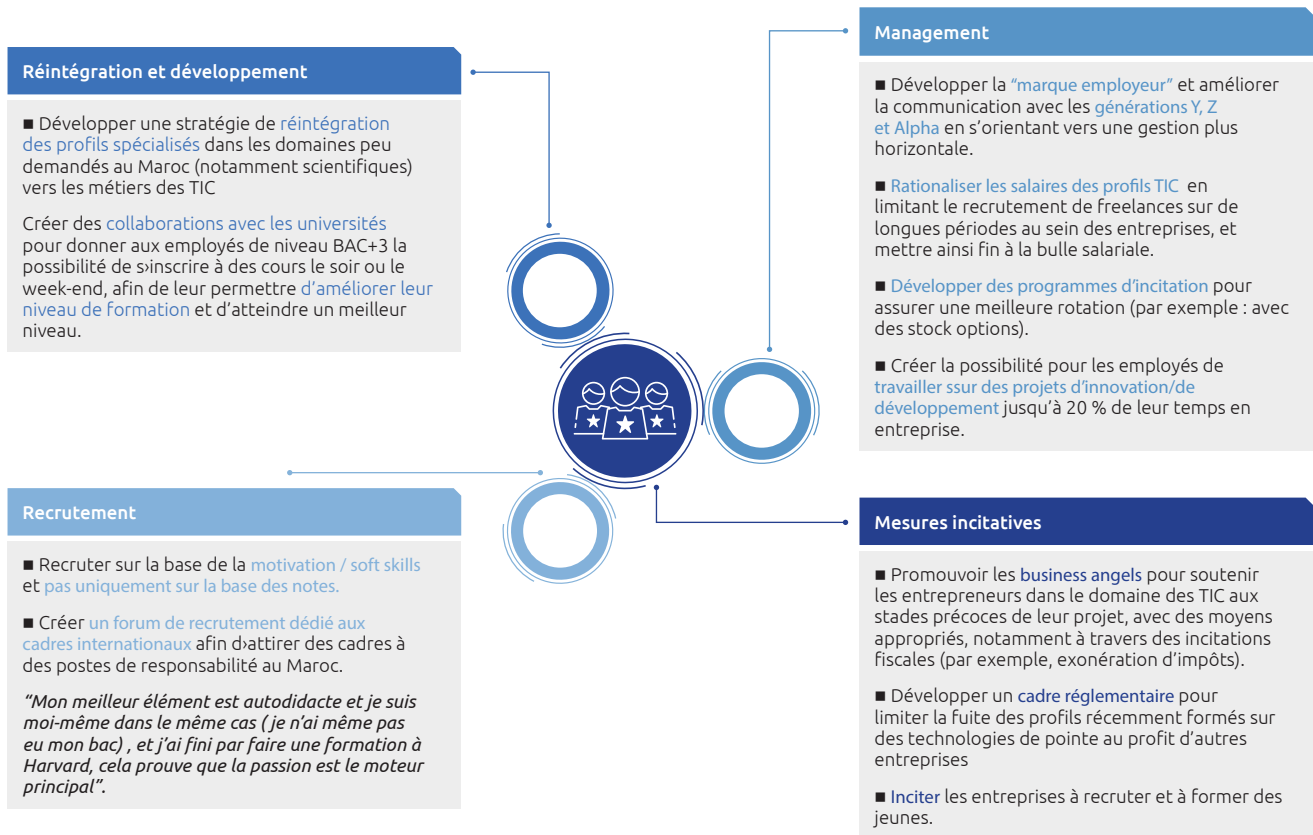 Réintégration et développement
■ Développer une stratégie de réintégration
des profils spécialisés dans les domaines peu
demandés au Maroc (notamment scientifiques)
vers les métiers des TIC
Créer des collaborations avec les universités
pour donner aux employés de niveau BAC+3 la
possibilité de s›inscrire à des cours le soir ou le
week-end, afin de leur permettre d’améliorer leur
niveau de formation et d’atteindre un meilleur
niveau.
Recrutement
■ Recruter sur la base de la motivation / soft skills
et pas uniquement sur la base des notes.
■ Créer un forum de recrutement dédié aux
cadres internationaux afin d›attirer des cadres à
des postes de responsabilité au Maroc.
“Mon meilleur élément est autodidacte et je suis
moi-même dans le même cas ( je n’ai même pas
eu mon bac) , et j’ai fini par faire une formation à
Harvard, cela prouve que la passion est le moteur
principal”.
Management
■ Développer la “marque employeur” et améliorer
la communication avec les générations Y, Z
et Alpha en s’orientant vers une gestion plus
horizontale.
■ Rationaliser les salaires des profils TIC en
limitant le recrutement de freelances sur de
longues périodes au sein des entreprises, et
mettre ainsi fin à la bulle salariale.
■ Développer des programmes d’incitation pour
assurer une meilleure rotation (par exemple : avec
des stock options).
■ Créer la possibilité pour les employés de
travailler ssur des projets d’innovation/de
développement jusqu’à 20 % de leur temps en
entreprise.
Mesures incitatives
■ Promouvoir les business angels pour soutenir
les entrepreneurs dans le domaine des TIC aux
stades précoces de leur projet, avec des moyens
appropriés, notamment à travers des incitations
fiscales (par exemple, exonération d’impôts).
■ Développer un cadre réglementaire pour
limiter la fuite des profils récemment formés sur
des technologies de pointe au profit d’autres
entreprises
■ Inciter les entreprises à recruter et à former des
jeunes.